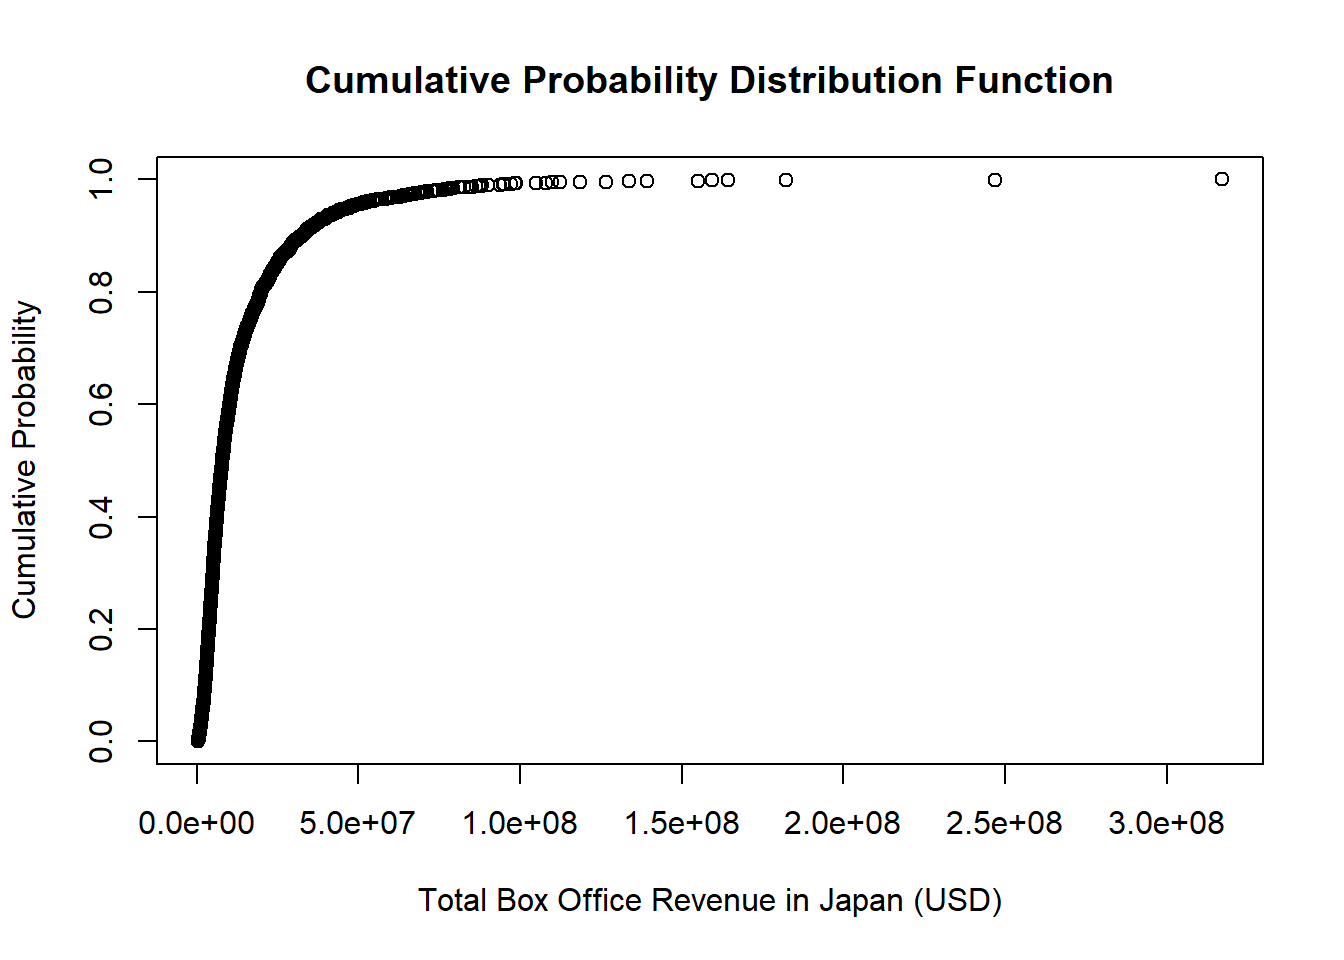 Cumulative Probability Distribution Function
Cumulative Probability
1.0
0.8
0.6
0.4
0.2
0.0
0.0e+00 5.0e+07 1.0e+08 1.5e+08 2.0e+08 2.5e+08 3.0e+08
Total Box Office Revenue in Japan (USD)